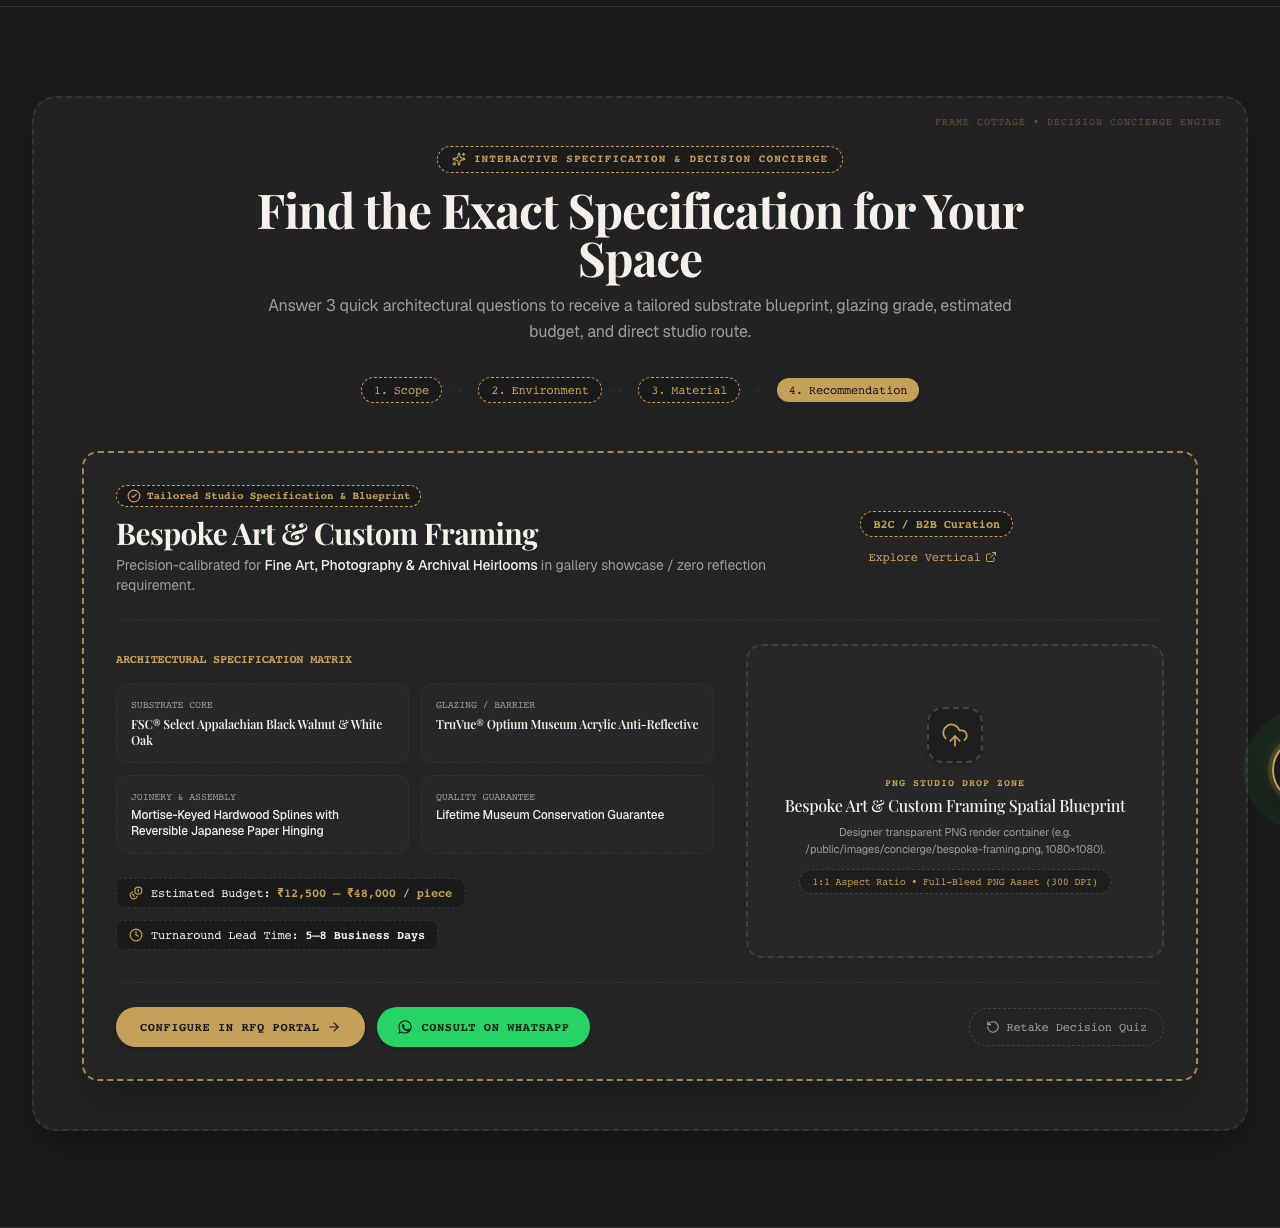 FRAME COTTAGE • DECISION CONCIERGE ENGINE
INTERACTIVE SPECIFICATION & DECISION CONCIERGE
Find the Exact Specification for Your
Space
Answer 3 quick architectural questions to receive a tailored substrate blueprint, glazing grade, estimated
budget, and direct studio route.
1. Scope → 2. Environment → 3. Material → 4. Recommendation
Tailored Studio Specification & Blueprint
Bespoke Art & Custom Framing
Precision-calibrated for Fine Art, Photography & Archival Heirlooms in gallery showcase / zero reflection
requirement.
B2C / B2B Curation
Explore Vertical
ARCHITECTURAL SPECIFICATION MATRIX
SUBSTRATE CORE
FSC® Select Appalachian Black Walnut & White
Oak
GLAZING / BARRIER
TruVue® Optium Museum Acrylic Anti-Reflective
JOINERY & ASSEMBLY
Mortise-Keyed Hardwood Splines with
Reversible Japanese Paper Hinging
QUALITY GUARANTEE
Lifetime Museum Conservation Guarantee
Estimated Budget: ₹12,500 – ₹48,000 / piece
Turnaround Lead Time: 5–8 Business Days
PNG STUDIO DROP ZONE
Bespoke Art & Custom Framing Spatial Blueprint
Designer transparent PNG render container (e.g.
/public/images/concierge/bespoke-framing.png, 1080×1080).
1:1 Aspect Ratio • Full-Bleed PNG Asset (300 DPI)
CONFIGURE IN RFQ PORTAL →
CONSULT ON WHATSAPP
Retake Decision Quiz